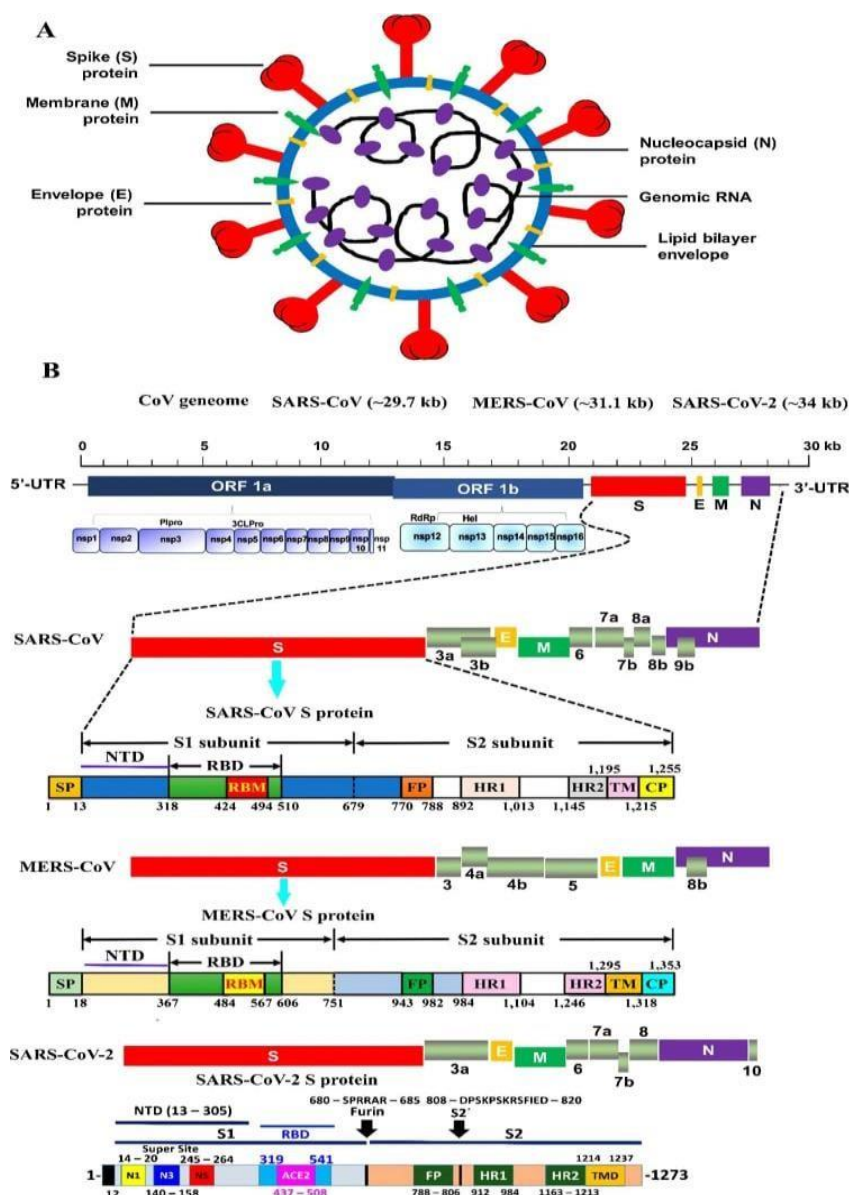 A
Spike (S)
protein
Membrane (M)
protein
Envelope (E)
protein
Nucleocapsid (N)
protein
Genomic RNA
Lipid bilayer
envelope
B
CoV geneome SARS-CoV (~29.7 kb) MERS-CoV (~31.1 kb) SARS-CoV-2 (~34 kb)
0 5 10 15 20 25 30 kb
5'-UTR ORF 1a ORF 1b S E M N 3'-UTR
Plpro 3CLPro RdRp Hel
nsp1 nsp2 nsp3 nsp4 nsp5 nsp6 nsp7 nsp8 nsp9 nsp 10 nsp 11 nsp12 nsp13 nsp14 nsp15 nsp16
7a 8a
SARS-CoV S 3a 3b E M 6 7b 8b 9b N
SARS-CoV S protein
S1 subunit S2 subunit
NTD RBD 1,195 1,255
SP RBM FP HR1 HR2 TM CP
1 13 318 424 494 510 679 770 788 892 1,013 1,145 1,215
MERS-CoV S 3 4a 4b 5 E M 8b N
MERS-CoV S protein
S1 subunit S2 subunit
NTD RBD 1,295 1,353
SP RBM FP HR1 HR2 TM CP
1 18 367 484 567 606 751 943 982 984 1,104 1,246 1,318
7a 8
SARS-CoV-2 S 3a E M 6 7b N 10
SARS-CoV-2 S protein
680 – SPRRAR – 685 808 – DPSKPSKRSFIED – 820
NTD (13 – 305) Furin S2´
S1 RBD S2
Super Site
14 – 20 245 – 264 319 541 1214 1237
1- N1 N3 N5 ACE2 FP HR1 HR2 TMD -1273
12 140 – 158 437 – 508 788 – 806 912 984 1163 – 1213